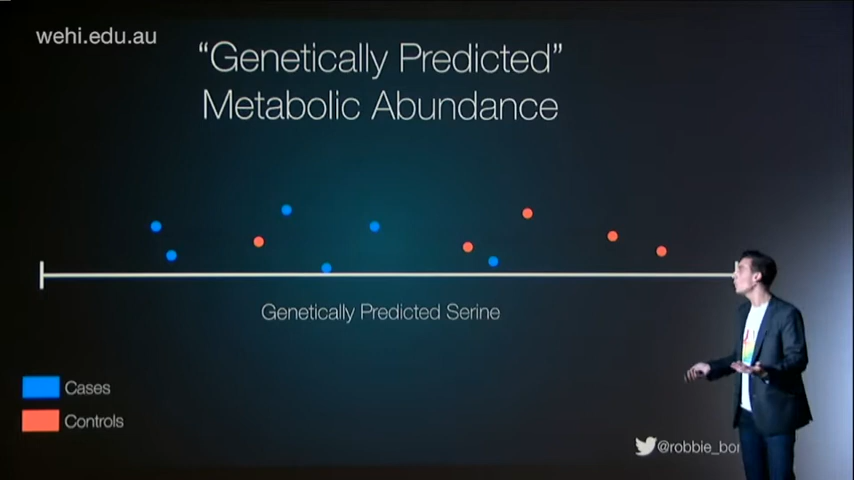 wehi.edu.au
“Genetically Predicted”
Metabolic Abundance
Genetically Predicted Serine
Cases
Controls